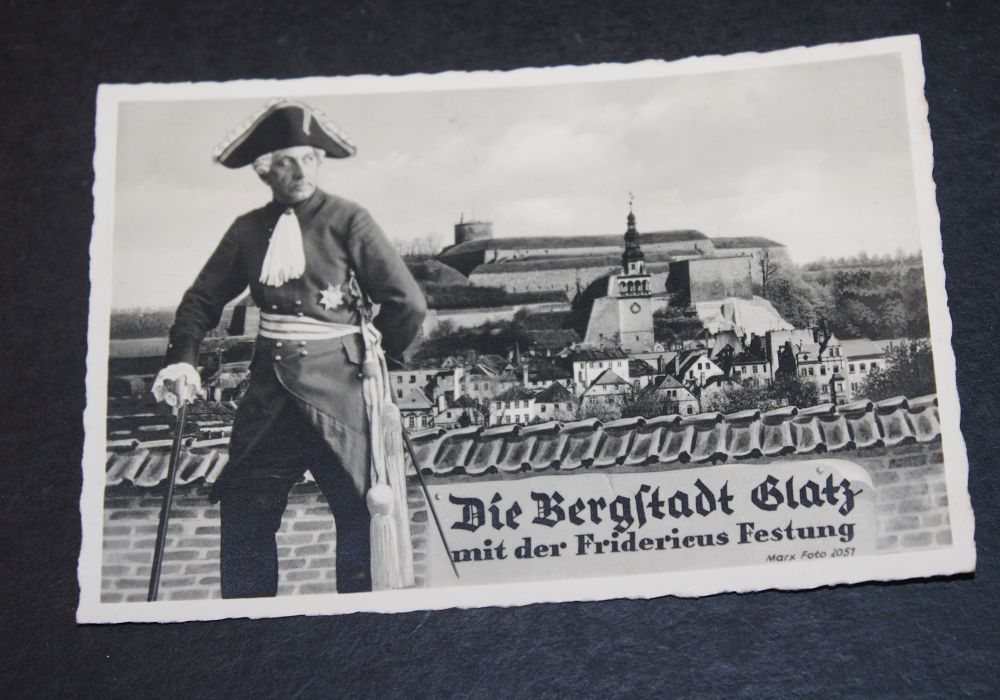 Die Bergſtadt Glatz
mit der Fridericus Festung
Marx Foto 2051